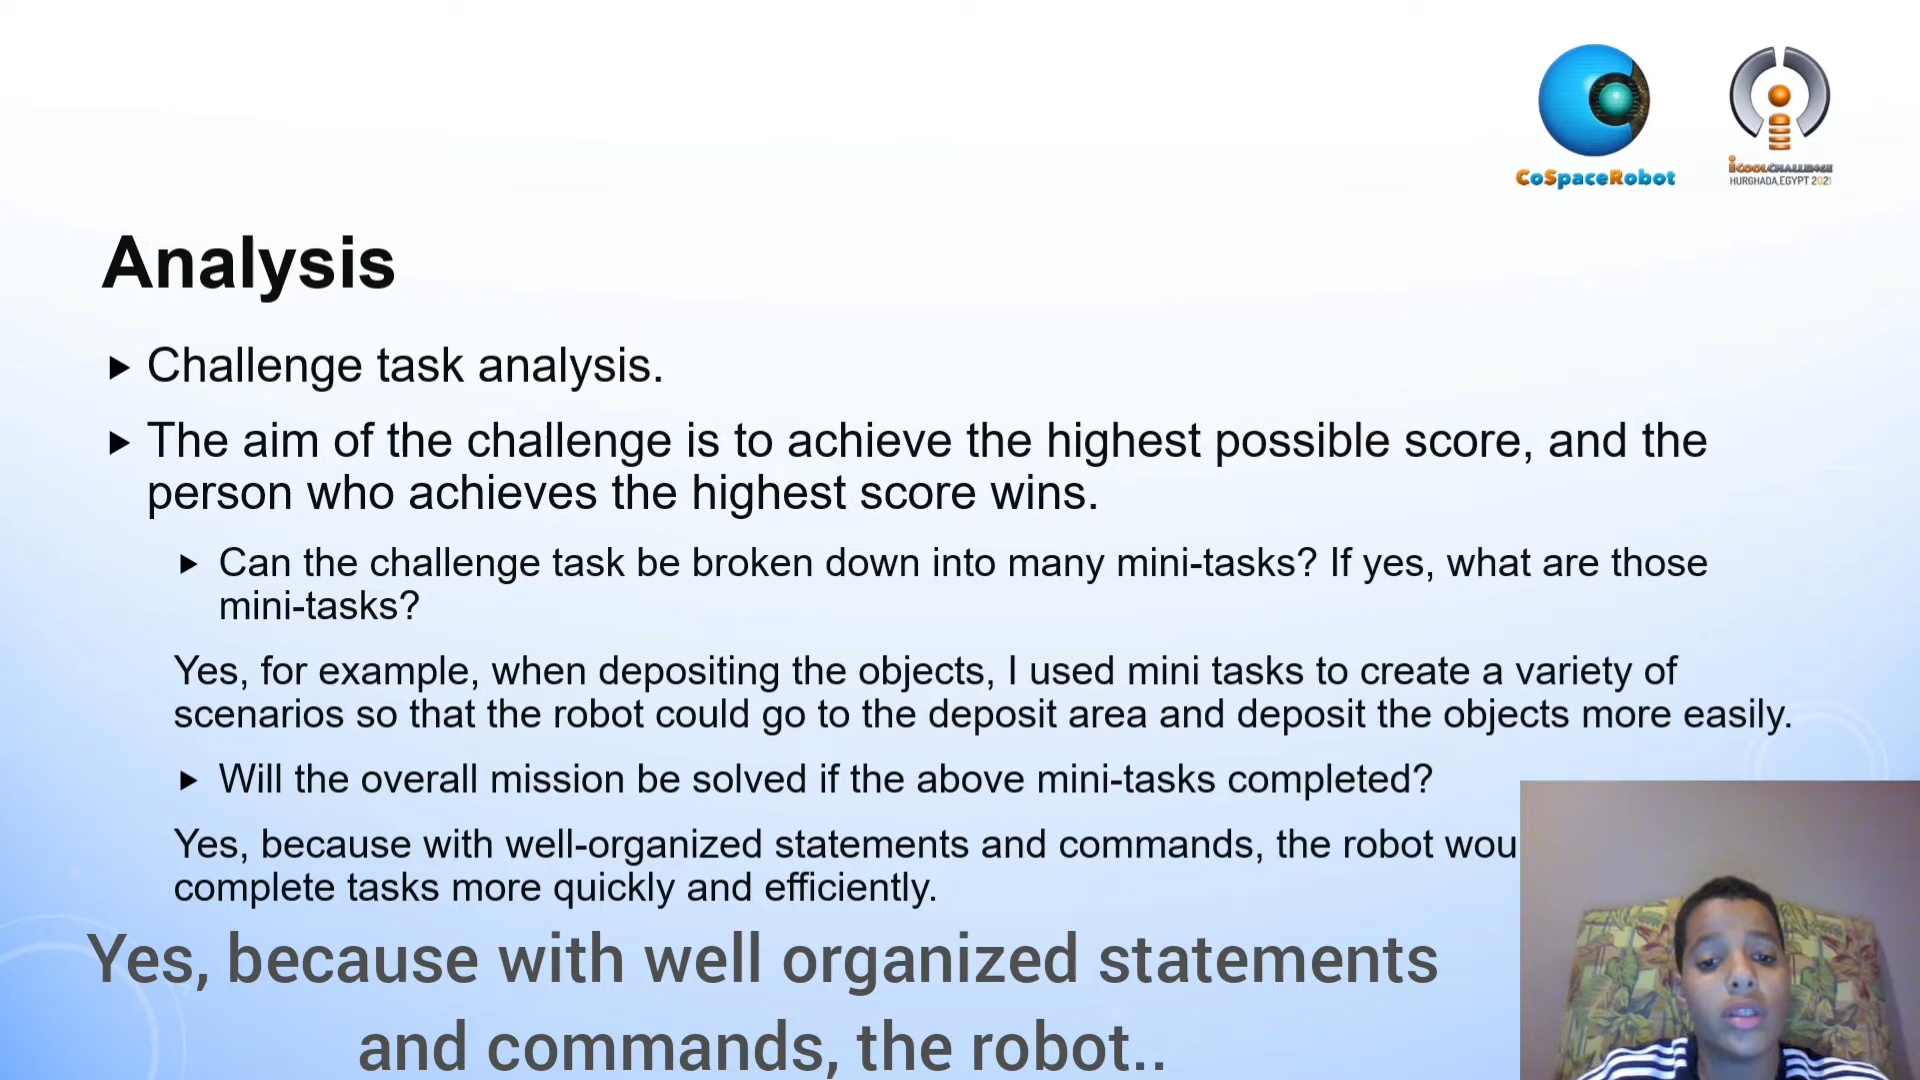 CoSpaceRobot
iCOOLCHALLENGE
HURGHADA,EGYPT 2021
Analysis
Challenge task analysis.
The aim of the challenge is to achieve the highest possible score, and the
person who achieves the highest score wins.
Can the challenge task be broken down into many mini-tasks? If yes, what are those
mini-tasks?
Yes, for example, when depositing the objects, I used mini tasks to create a variety of
scenarios so that the robot could go to the deposit area and deposit the objects more easily.
Will the overall mission be solved if the above mini-tasks completed?
Yes, because with well-organized statements and commands, the robot wou
complete tasks more quickly and efficiently.
Yes, because with well organized statements
and commands, the robot..